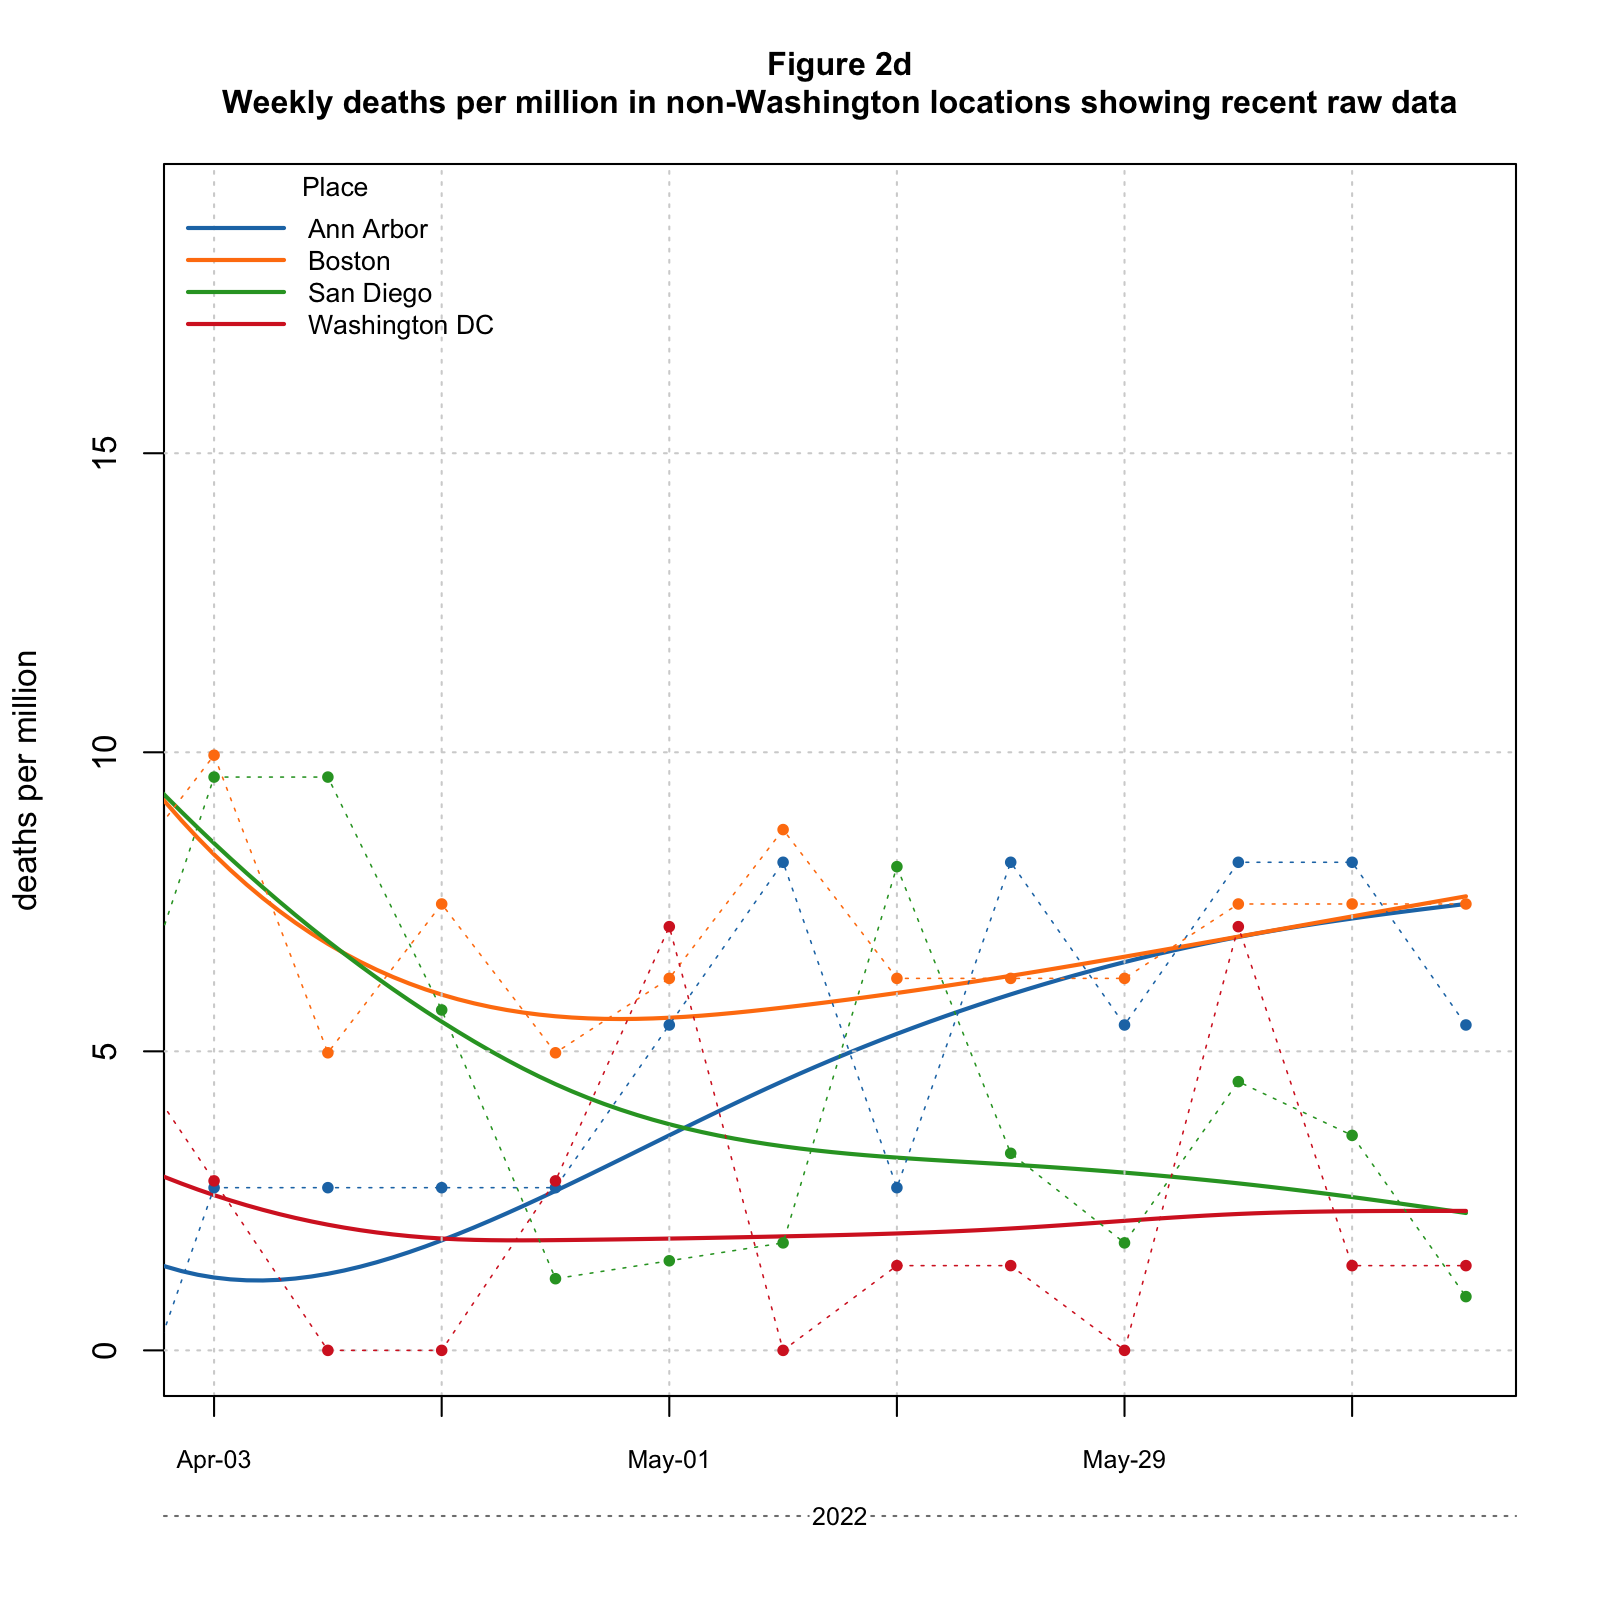 Figure 2d
Weekly deaths per million in non-Washington locations showing recent raw data
Place
Ann Arbor
Boston
San Diego
Washington DC
deaths per million
15
10
5
0
Apr-03
May-01
May-29
2022